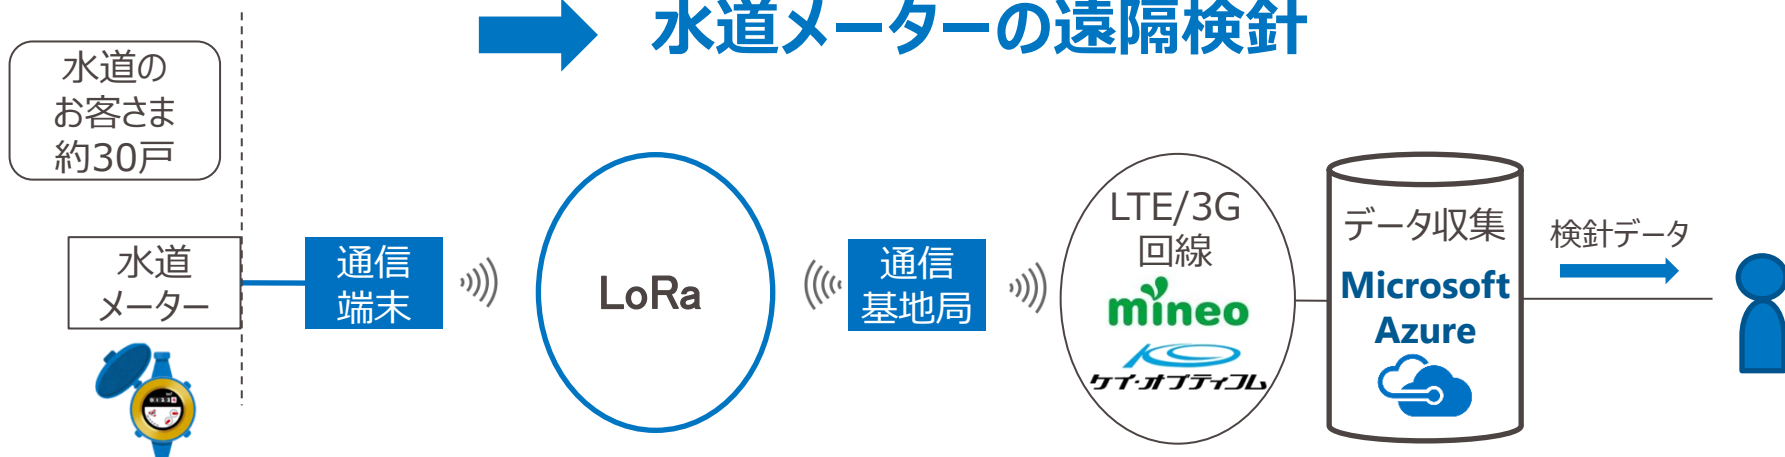 水道メーターの遠隔検針
水道の
お客さま
約30戸
水道
メーター
通信
端末
LoRa
通信
基地局
LTE/3G
回線
mineo
ケイ・オプティコム
データ収集
Microsoft
Azure
検針データ